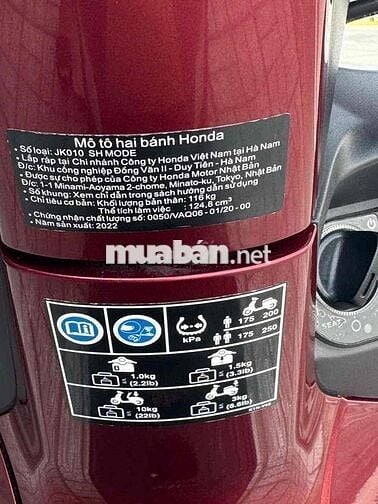 Mô tô hai bánh Honda
• Số loại: JK010 SH MODE
• Lắp ráp tại Chi nhánh Công ty Honda Việt Nam tại Hà Nam
Đ/c: Khu công nghiệp Đồng Văn II - Duy Tiên - Hà Nam
• Được sự cho phép của Công ty Honda Motor Nhật Bản
Đ/c: 1-1 Minami-Aoyama 2-chome, Minato-ku, Tokyo, Nhật Bản
• Số khung: Xem chỉ dẫn trong sách hướng dẫn sử dụng
• Chỉ tiêu cơ bản: Khối lượng bản thân: 116 kg
Thể tích làm việc : 124,8 cm³
• Chứng nhận chất lượng số: 0050/VAQ06 - 01/20 - 00
• Năm sản xuất: 2022
muabán.net
kPa
175 200
175 250
≤ 1.0kg
(2.2lb)
≤ 1.5kg
(3.3lb)
≤ 10kg
(22lb)
≤ 3kg
(6.6lb)
SEAT